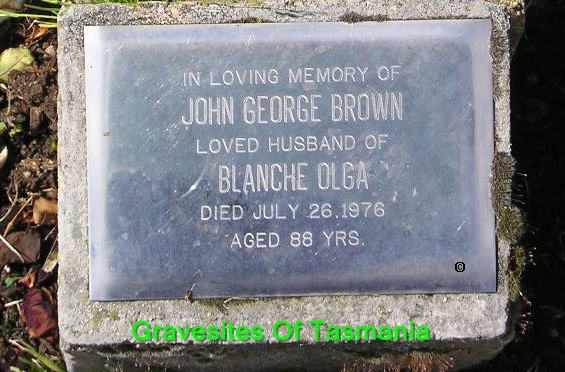 IN LOVING MEMORY OF
JOHN GEORGE BROWN
LOVED HUSBAND OF
BLANCHE OLGA
DIED JULY 26.1976
AGED 88 YRS.
©
Gravesites Of Tasmania